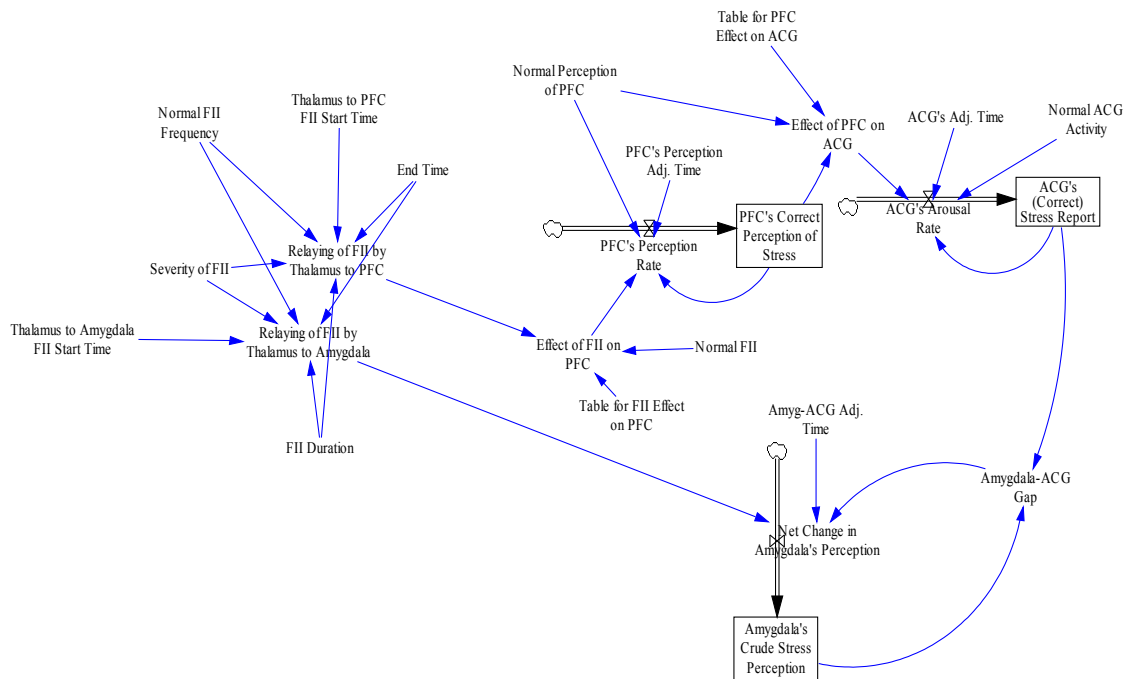 Table for PFC
Effect on ACG
Normal Perception
of PFC
Thalamus to PFC
FII Start Time
Normal FII
Frequency
Effect of PFC on
ACG
ACG's Adj. Time
Normal ACG
Activity
PFC's Perception
Adj. Time
End Time
ACG's
(Correct)
Stress Report
ACG's Arousal
Rate
PFC's Correct
Perception of
Stress
PFC's Perception
Rate
Relaying of FII by
Thalamus to PFC
Severity of FII
Thalamus to Amygdala
FII Start Time
Relaying of FII by
Thalamus to Amygdala
Effect of FII on
PFC
Normal FII
Table for FII Effect
on PFC
Amyg-ACG Adj.
Time
FII Duration
Amygdala-ACG
Gap
Net Change in
Amygdala's Perception
Amygdala's
Crude Stress
Perception